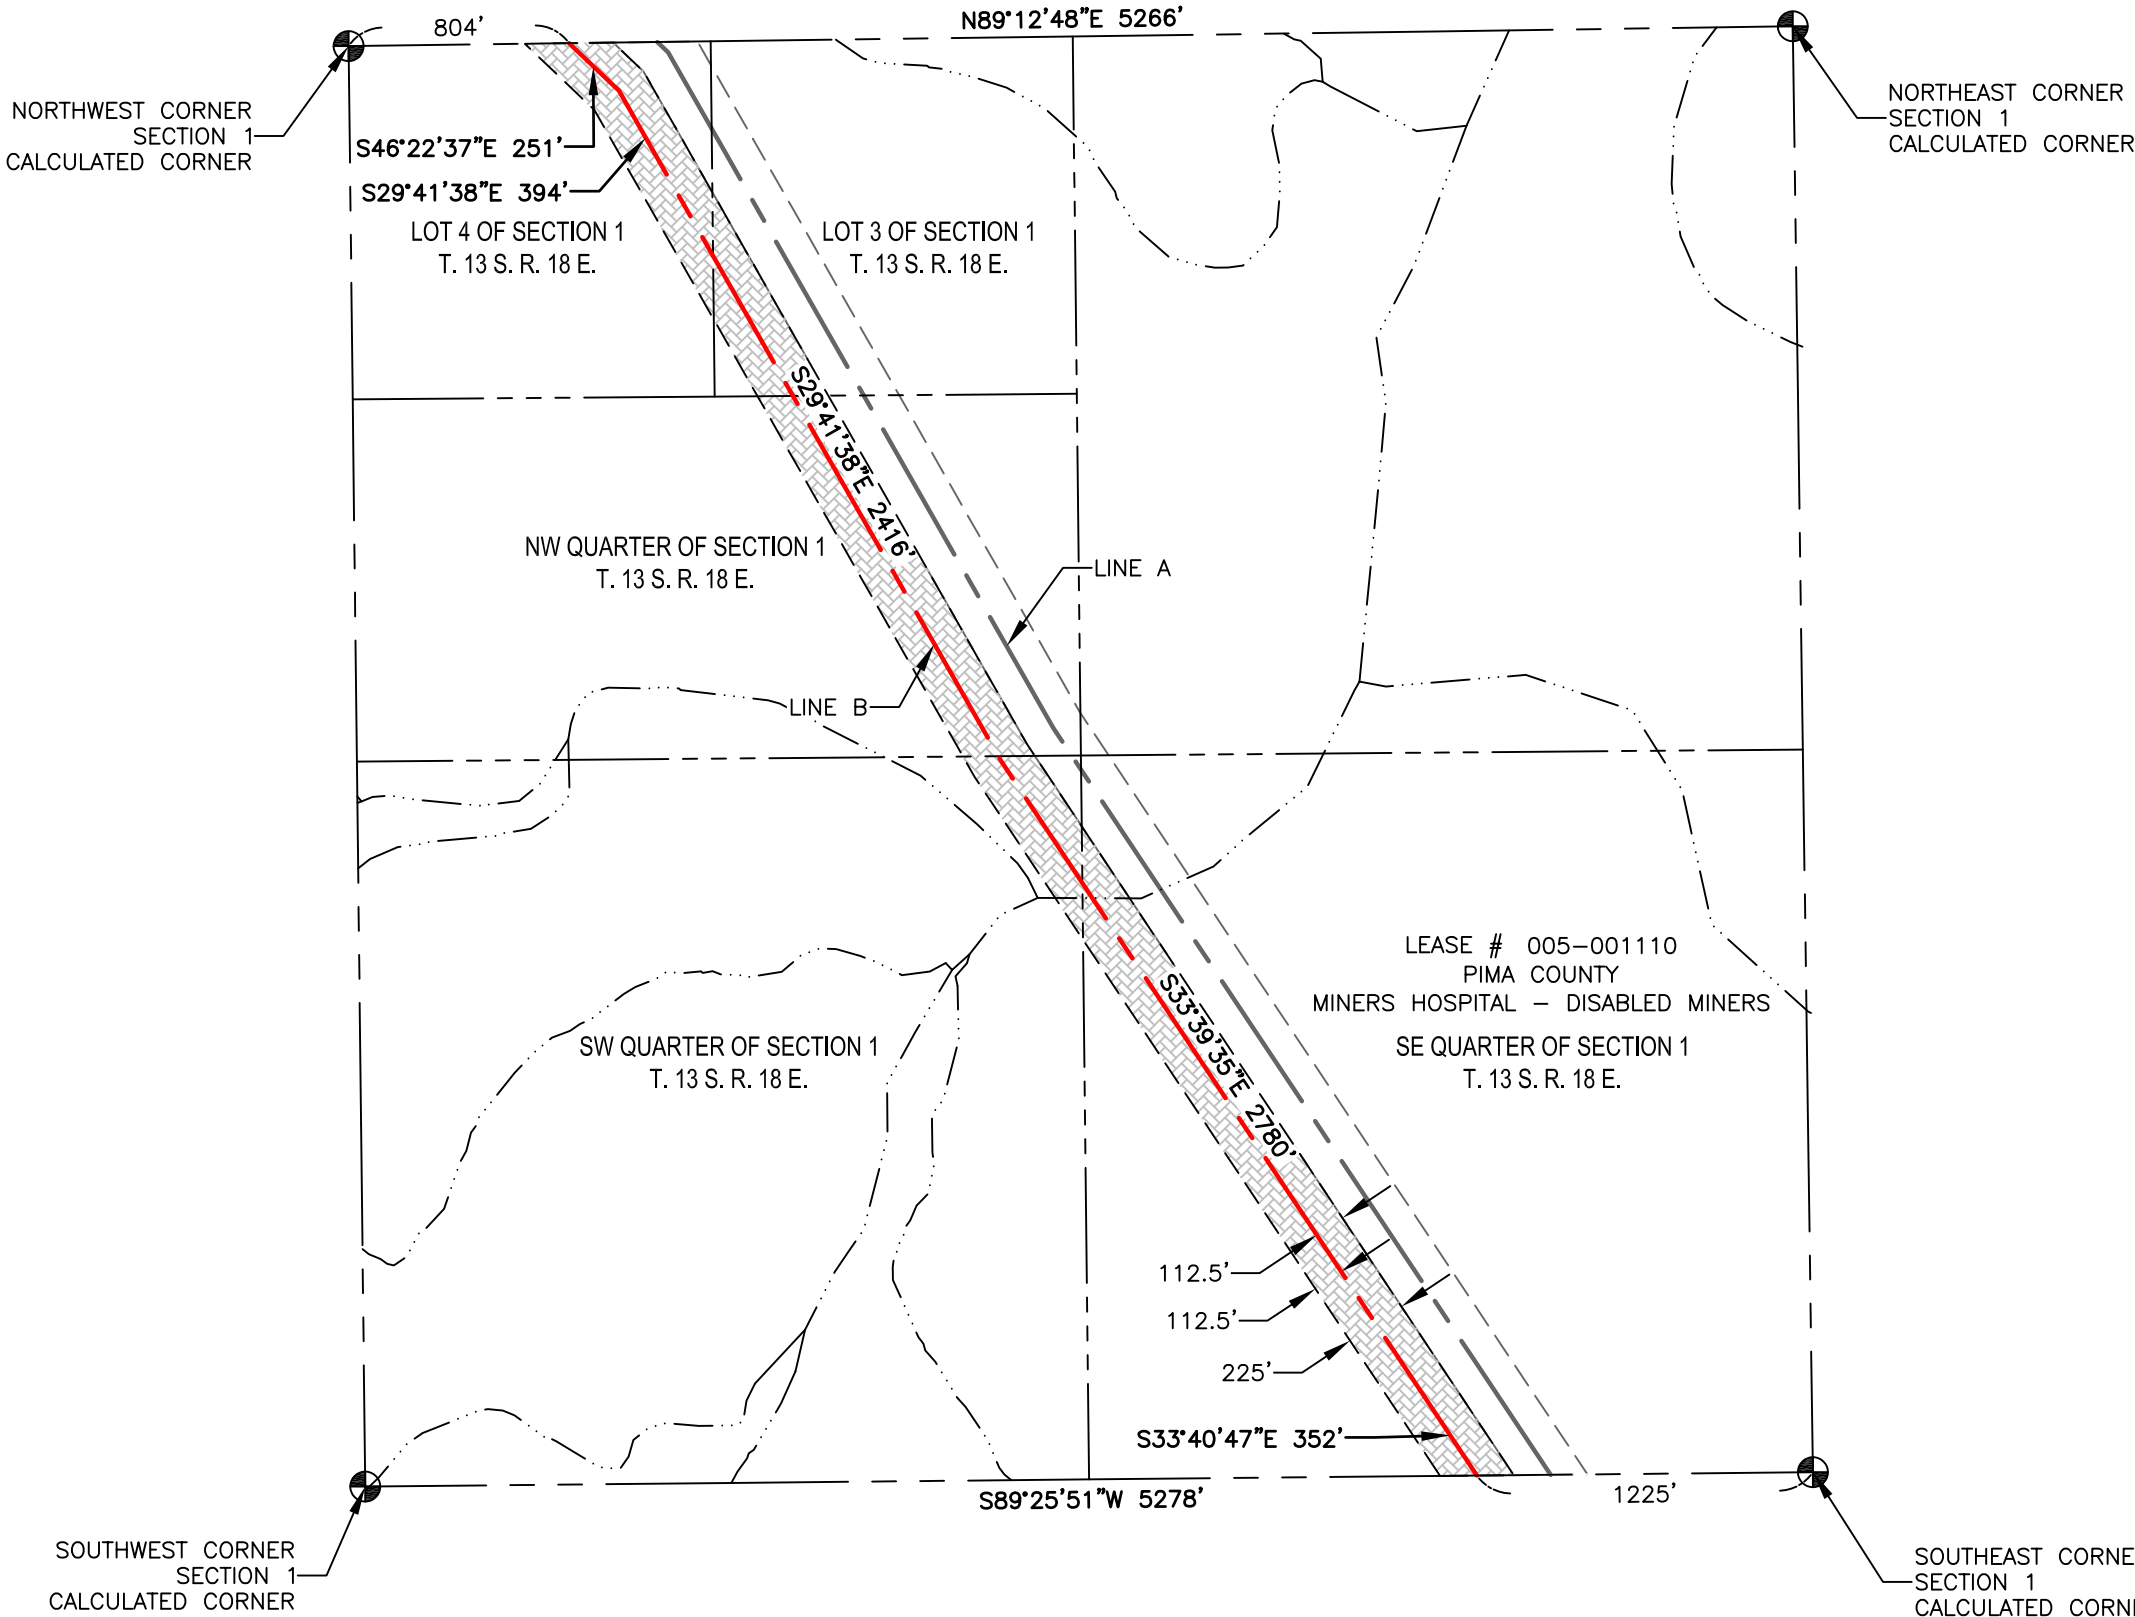 804'
N89°12'48"E 5266'
NORTHWEST CORNER
SECTION 1
CALCULATED CORNER
NORTHEAST CORNER
SECTION 1
CALCULATED CORNER
S46°22'37"E 251'
S29°41'38"E 394'
LOT 4 OF SECTION 1
T. 13 S. R. 18 E.
LOT 3 OF SECTION 1
T. 13 S. R. 18 E.
S29°41'38"E 2416'
NW QUARTER OF SECTION 1
T. 13 S. R. 18 E.
LINE A
LINE B
LEASE # 005-001110
PIMA COUNTY
MINERS HOSPITAL - DISABLED MINERS
SE QUARTER OF SECTION 1
T. 13 S. R. 18 E.
SW QUARTER OF SECTION 1
T. 13 S. R. 18 E.
S33°39'35"E 2780'
112.5'
112.5'
225'
S33°40'47"E 352'
S89°25'51"W 5278'
1225'
SOUTHWEST CORNER
SECTION 1
CALCULATED CORNER
SOUTHEAST CORNE
SECTION 1
CALCULATED CORN